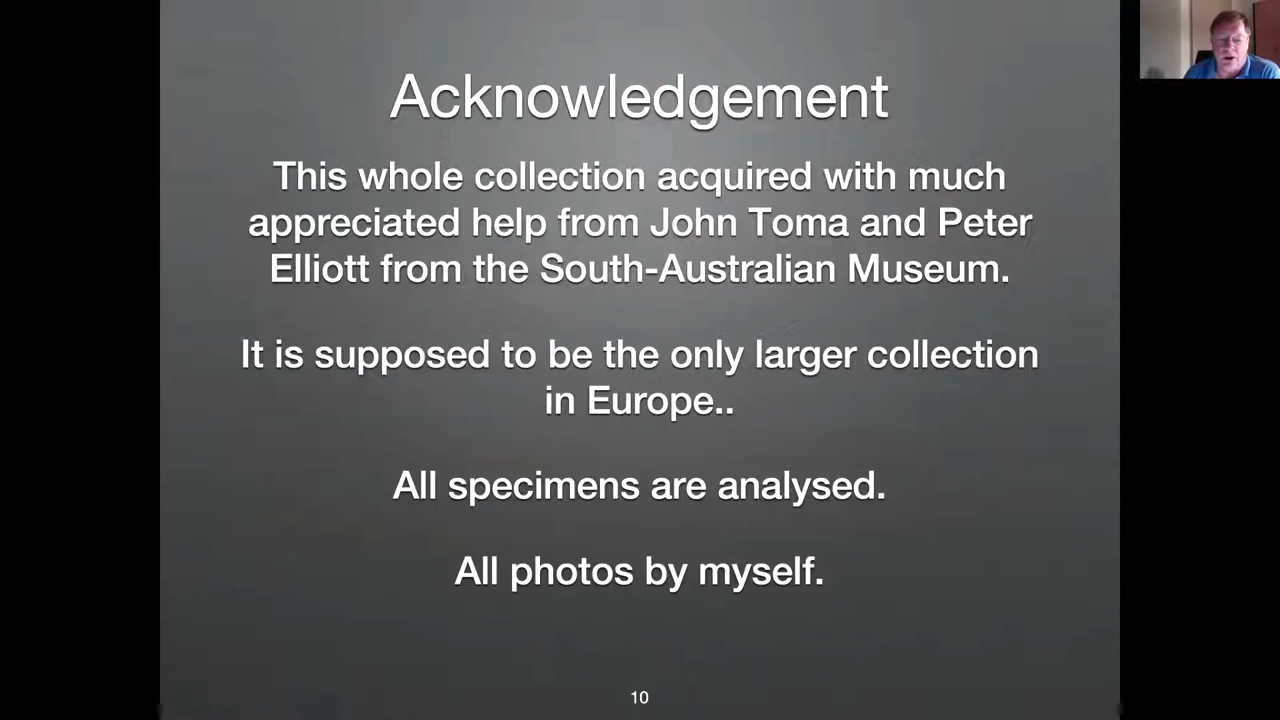 Acknowledgement
This whole collection acquired with much
appreciated help from John Toma and Peter
Elliott from the South-Australian Museum.
It is supposed to be the only larger collection
in Europe..
All specimens are analysed.
All photos by myself.
10